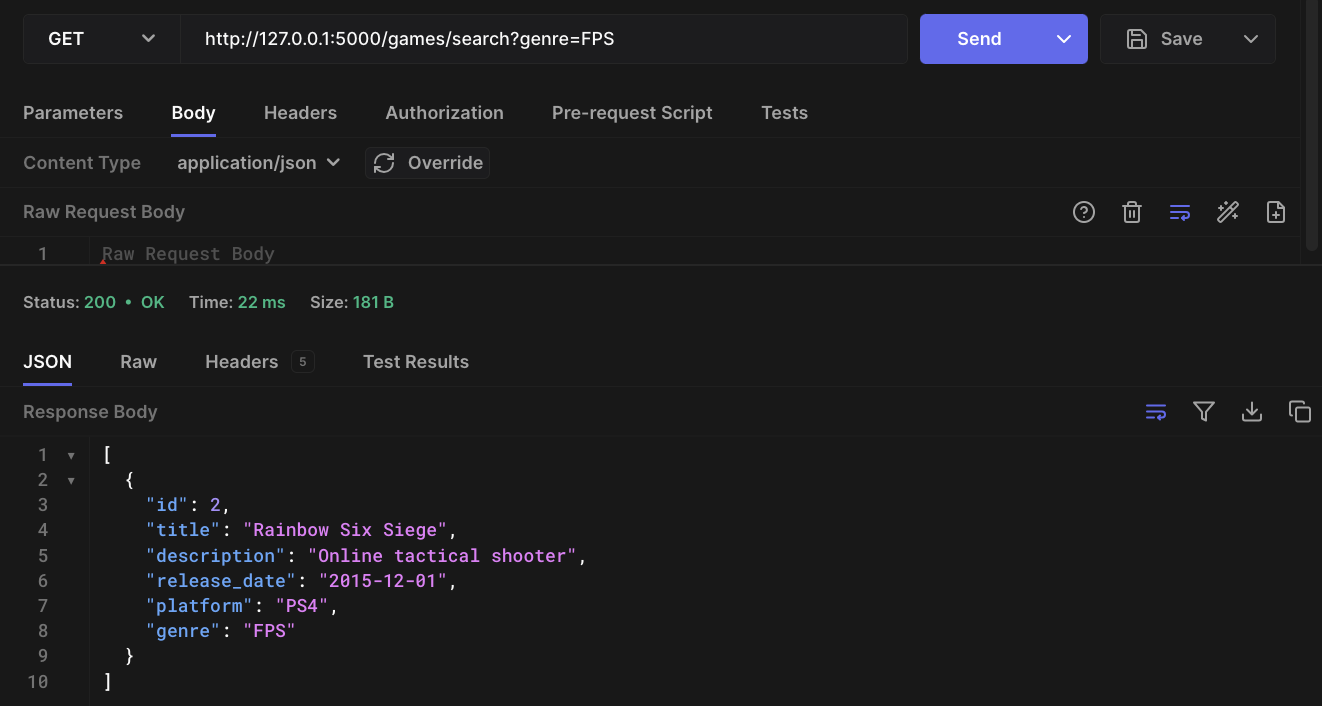 GET http://127.0.0.1:5000/games/search?genre=FPS Send Save
Parameters Body Headers Authorization Pre-request Script Tests
Content Type application/json Override
Raw Request Body
1 Raw Request Body
Status: 200 • OK Time: 22 ms Size: 181 B
JSON Raw Headers 5 Test Results
Response Body
1 [
2 {
3 "id": 2,
4 "title": "Rainbow Six Siege",
5 "description": "Online tactical shooter",
6 "release_date": "2015-12-01",
7 "platform": "PS4",
8 "genre": "FPS"
9 }
10 ]